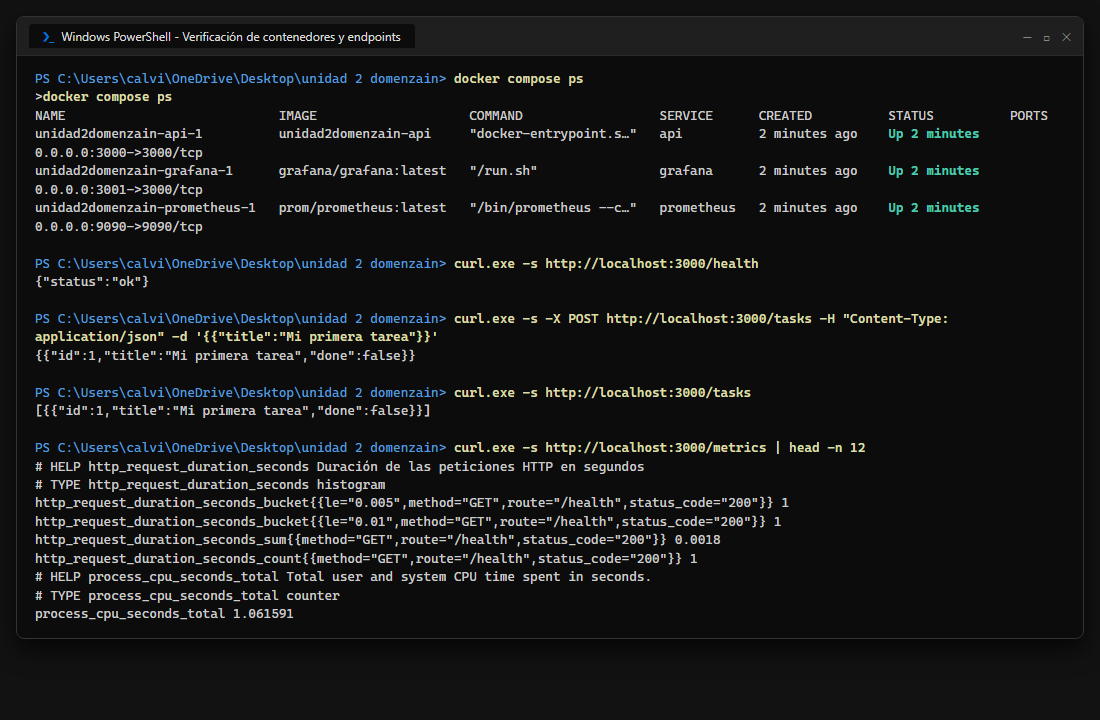 Windows PowerShell - Verificación de contenedores y endpoints
PS C:\Users\calvi\OneDrive\Desktop\unidad 2 domenzain> docker compose ps
>docker compose ps
NAME IMAGE COMMAND SERVICE CREATED STATUS PORTS
unidad2domenzain-api-1 unidad2domenzain-api "docker-entrypoint.s…" api 2 minutes ago Up 2 minutes
0.0.0.0:3000->3000/tcp
unidad2domenzain-grafana-1 grafana/grafana:latest "/run.sh" grafana 2 minutes ago Up 2 minutes
0.0.0.0:3001->3000/tcp
unidad2domenzain-prometheus-1 prom/prometheus:latest "/bin/prometheus --c…" prometheus 2 minutes ago Up 2 minutes
0.0.0.0:9090->9090/tcp
PS C:\Users\calvi\OneDrive\Desktop\unidad 2 domenzain> curl.exe -s http://localhost:3000/health
{"status":"ok"}
PS C:\Users\calvi\OneDrive\Desktop\unidad 2 domenzain> curl.exe -s -X POST http://localhost:3000/tasks -H "Content-Type:
application/json" -d '{{"title":"Mi primera tarea"}}'
{{"id":1,"title":"Mi primera tarea","done":false}}
PS C:\Users\calvi\OneDrive\Desktop\unidad 2 domenzain> curl.exe -s http://localhost:3000/tasks
[{{"id":1,"title":"Mi primera tarea","done":false}}]
PS C:\Users\calvi\OneDrive\Desktop\unidad 2 domenzain> curl.exe -s http://localhost:3000/metrics | head -n 12
# HELP http_request_duration_seconds Duración de las peticiones HTTP en segundos
# TYPE http_request_duration_seconds histogram
http_request_duration_seconds_bucket{{le="0.005",method="GET",route="/health",status_code="200"}} 1
http_request_duration_seconds_bucket{{le="0.01",method="GET",route="/health",status_code="200"}} 1
http_request_duration_seconds_sum{{method="GET",route="/health",status_code="200"}} 0.0018
http_request_duration_seconds_count{{method="GET",route="/health",status_code="200"}} 1
# HELP process_cpu_seconds_total Total user and system CPU time spent in seconds.
# TYPE process_cpu_seconds_total counter
process_cpu_seconds_total 1.061591